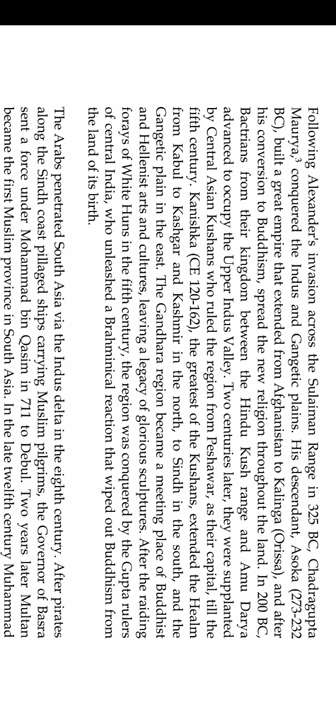 Following Alexander's invasion across the Sulaiman Range in 325 BC, Chadragupta
Maurya,³ conquered the Indus and Gangetic plains. His descendant, Asoka (273–232
BC), built a great empire that extended from Afghanistan to Kalinga (Orissa), and after
his conversion to Buddhism, spread the new religion throughout the land. In 200 BC,
Bactrians from their kingdom between the Hindu Kush range and Amu Darya
advanced to occupy the Upper Indus Valley. Two centuries later, they were supplanted
by Central Asian Kushans who ruled the region from Peshawar, as their capital, till the
fifth century. Kanishka (CE 120–162), the greatest of the Kushans, extended the Realm
from Kabul to Kashgar and Kashmir in the north, to Sindh in the south, and the
Gangetic plain in the east. The Gandhara region became a meeting place of Buddhist
and Hollenist arts and cultures, leaving a legacy of glorious sculptures. After the raiding
forays of White Huns in the fifth century, the region was conquered by the Gupta rulers
of central India, who unleashed a Brahminical reaction that wiped out Buddhism from
the land of its birth.
The Arabs penetrated South Asia via the Indus delta in the eighth century. After pirates
along the Sindh coast pillaged ships carrying Muslim pilgrims, the Governor of Basra
sent a force under Mohammad bin Qasim in 711 to Debul. Two years later Multan
became the first Muslim province in South Asia. In the late twelfth century Muhammad